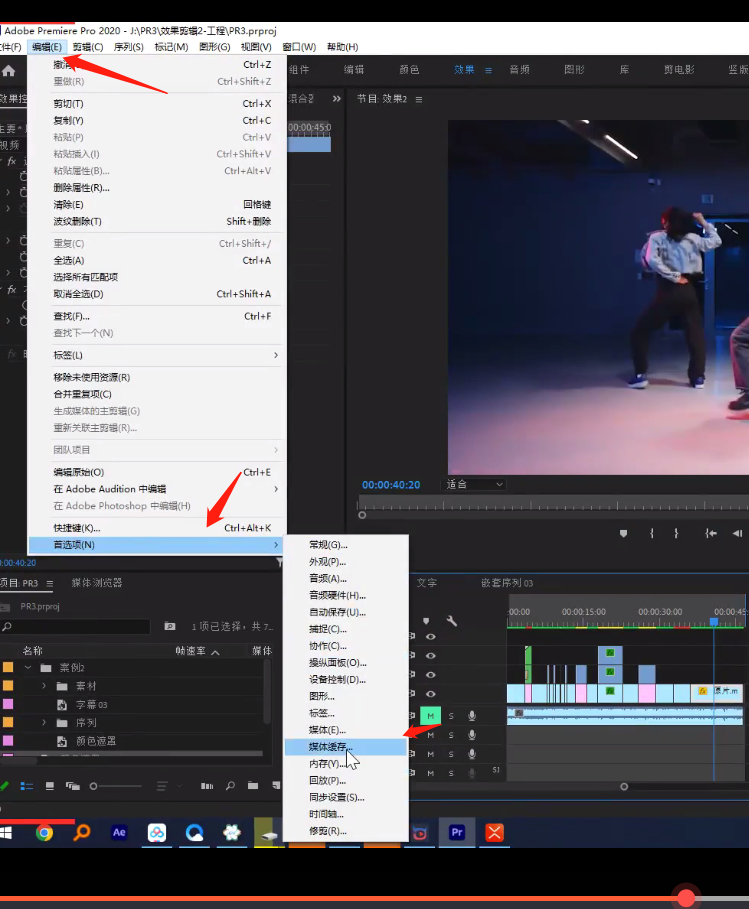 Adobe Premiere Pro 2020 - J:\PR3\效果剪辑2-工程\PR3.prproj
件(F) 编辑(E) 剪辑(C) 序列(S) 标记(M) 图形(G) 视图(V) 窗口(W) 帮助(H)
组件 编辑 颜色 效果 音频 图形 库 剪电影 竖版
撤消 Ctrl+Z
重做(R) Ctrl+Shift+Z
剪切(T) Ctrl+X
复制(Y) Ctrl+C
粘贴(P) Ctrl+V
粘贴插入(I) Ctrl+Shift+V
粘贴属性(B)... Ctrl+Alt+V
删除属性(R)...
清除(E) 回格键
波纹删除(T) Shift+删除
重复(C) Ctrl+Shift+/
全选(A) Ctrl+A
选择所有匹配项
取消全选(D) Ctrl+Shift+A
查找(F)... Ctrl+F
查找下一个(N)
标签(L)
移除未使用资源(R)
合并重复项(C)
生成媒体的主剪辑(G)
重新关联主剪辑(R)...
团队项目
编辑原始(O) Ctrl+E
在 Adobe Audition 中编辑
在 Adobe Photoshop 中编辑(H)
快捷键(K)... Ctrl+Alt+K
首选项(N)
效果控
节目: 效果2
视频
00:00:45:0
00:00:40:20 适合
常规(G)...
外观(P)...
音频(A)...
音频硬件(H)...
自动保存(U)...
捕捉(C)...
协作(C)...
操纵面板(O)...
设备控制(D)...
图形...
标签...
媒体(E)...
媒体缓存...
内存(Y)...
回放(P)...
同步设置(S)...
时间轴...
修剪(R)...
:00:40:20
项目: PR3 媒体浏览器
PR3.prproj
1 项已选择，共 7...
名称 帧速率 媒体
案例2
素材
字幕 03
序列
颜色遮罩
文字 嵌套序列 03
:00:00 00:00:15:00 00:00:30:00 00:00:45
fx
fx
fx
fx 原片.m
M S
M S
M S
M S S1
Ae Pr